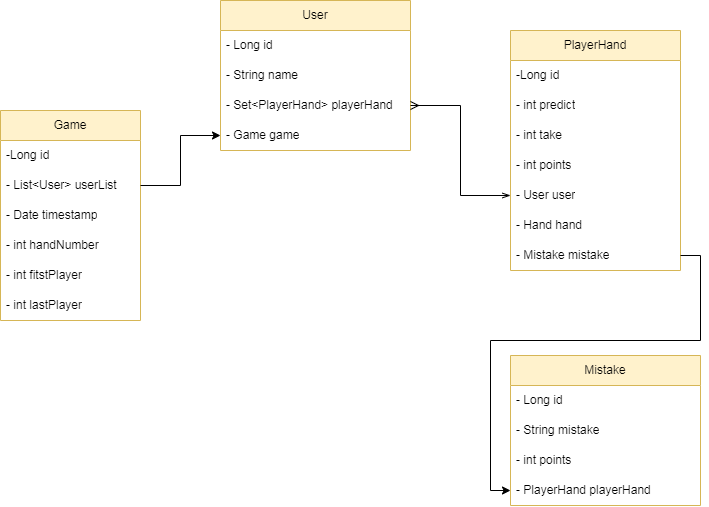 User
- Long id
- String name
- Set<PlayerHand> playerHand
- Game game
PlayerHand
-Long id
- int predict
- int take
- int points
- User user
- Hand hand
- Mistake mistake
Game
-Long id
- List<User> userList
- Date timestamp
- int handNumber
- int fitstPlayer
- int lastPlayer
Mistake
- Long id
- String mistake
- int points
- PlayerHand playerHand